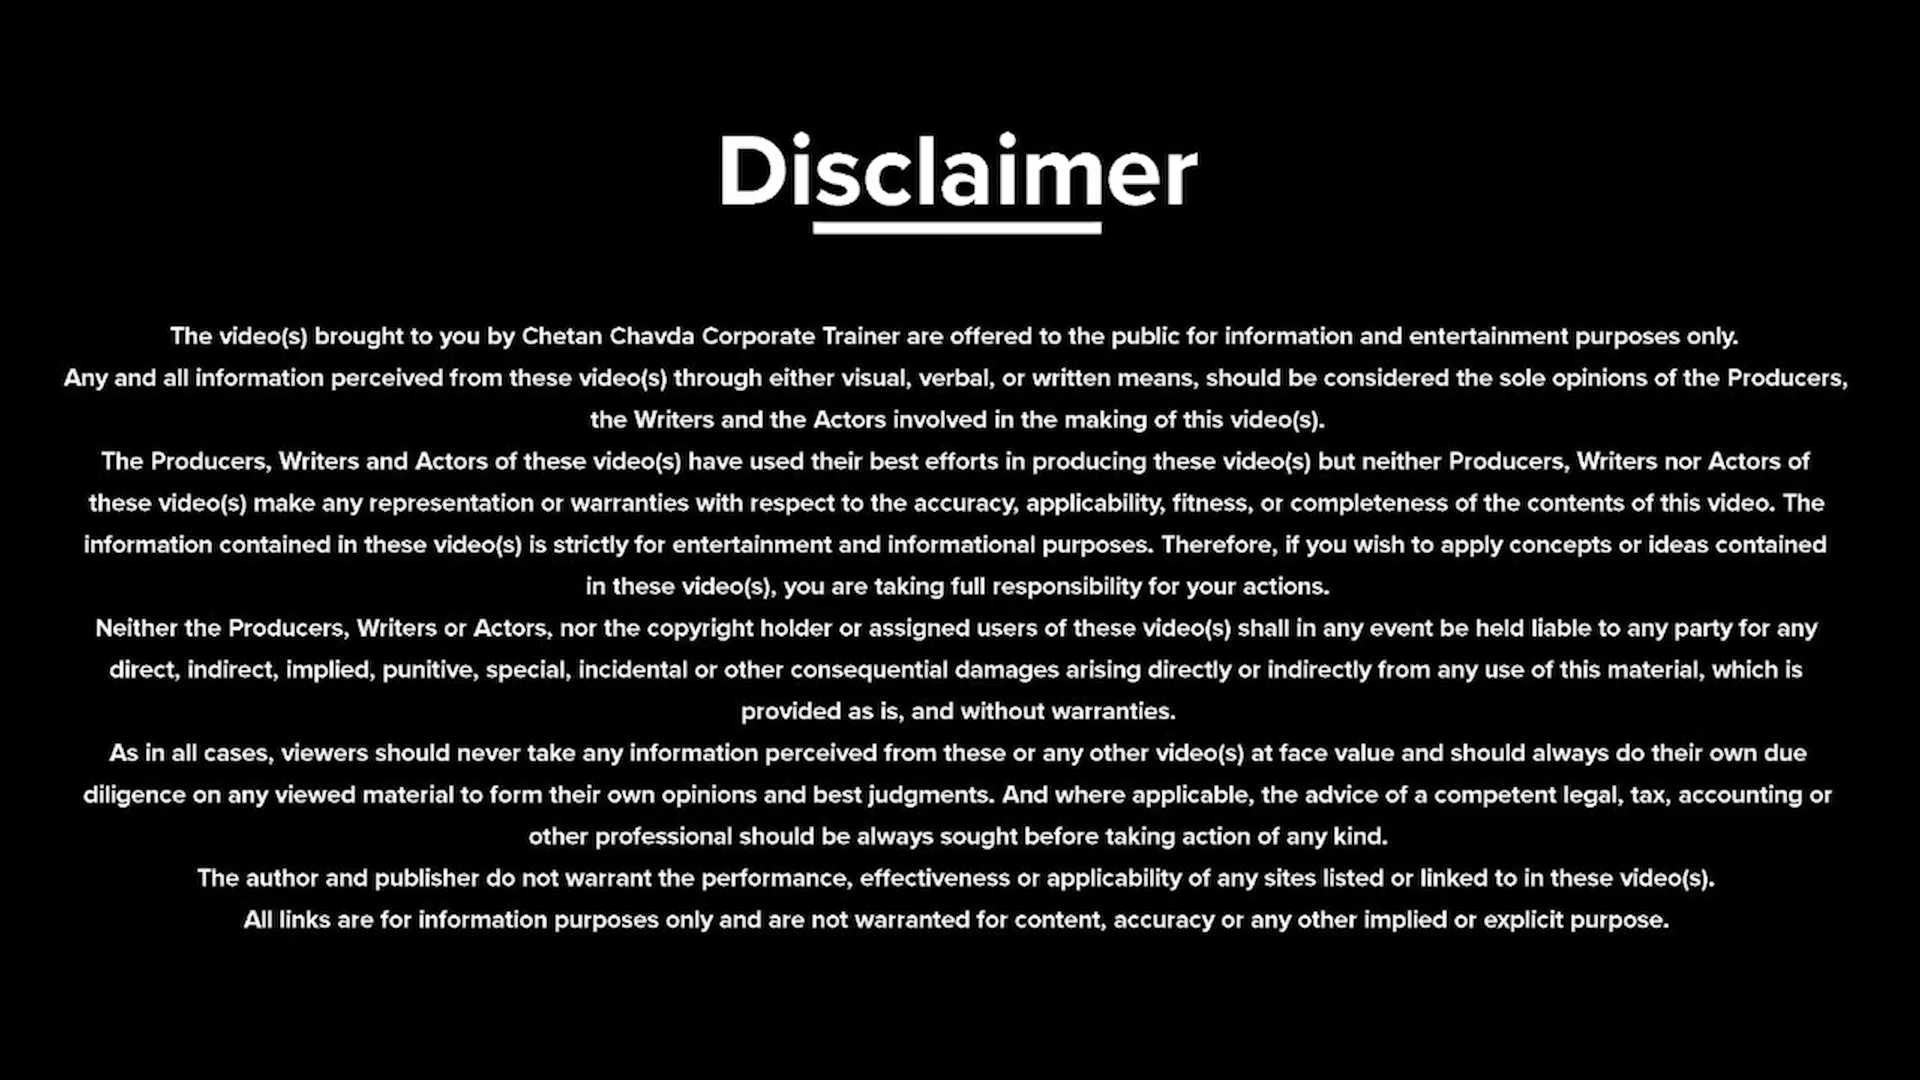 Disclaimer
The video(s) brought to you by Chetan Chavda Corporate Trainer are offered to the public for information and entertainment purposes only.
Any and all information perceived from these video(s) through either visual, verbal, or written means, should be considered the sole opinions of the Producers,
the Writers and the Actors involved in the making of this video(s).
The Producers, Writers and Actors of these video(s) have used their best efforts in producing these video(s) but neither Producers, Writers nor Actors of
these video(s) make any representation or warranties with respect to the accuracy, applicability, fitness, or completeness of the contents of this video. The
information contained in these video(s) is strictly for entertainment and informational purposes. Therefore, if you wish to apply concepts or ideas contained
in these video(s), you are taking full responsibility for your actions.
Neither the Producers, Writers or Actors, nor the copyright holder or assigned users of these video(s) shall in any event be held liable to any party for any
direct, indirect, implied, punitive, special, incidental or other consequential damages arising directly or indirectly from any use of this material, which is
provided as is, and without warranties.
As in all cases, viewers should never take any information perceived from these or any other video(s) at face value and should always do their own due
diligence on any viewed material to form their own opinions and best judgments. And where applicable, the advice of a competent legal, tax, accounting or
other professional should be always sought before taking action of any kind.
The author and publisher do not warrant the performance, effectiveness or applicability of any sites listed or linked to in these video(s).
All links are for information purposes only and are not warranted for content, accuracy or any other implied or explicit purpose.